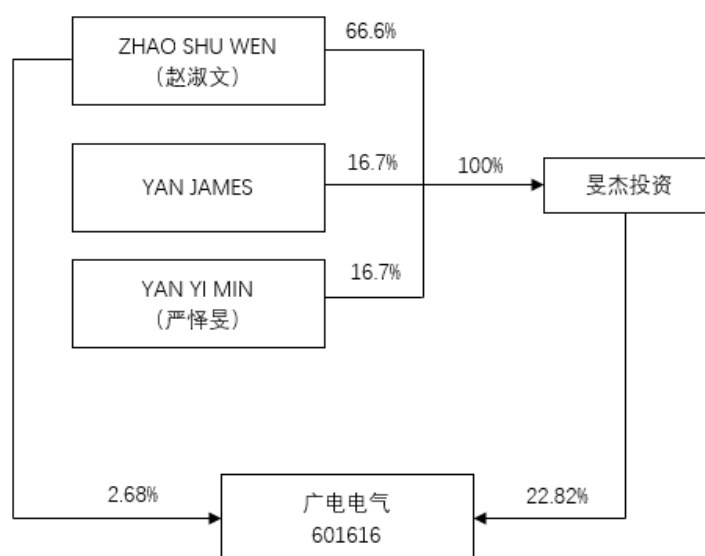 ZHAO SHU WEN
（赵淑文）
66.6%
YAN JAMES
16.7%
100%
旻杰投资
YAN YI MIN
（严怿旻）
16.7%
2.68%
广电电气
601616
22.82%